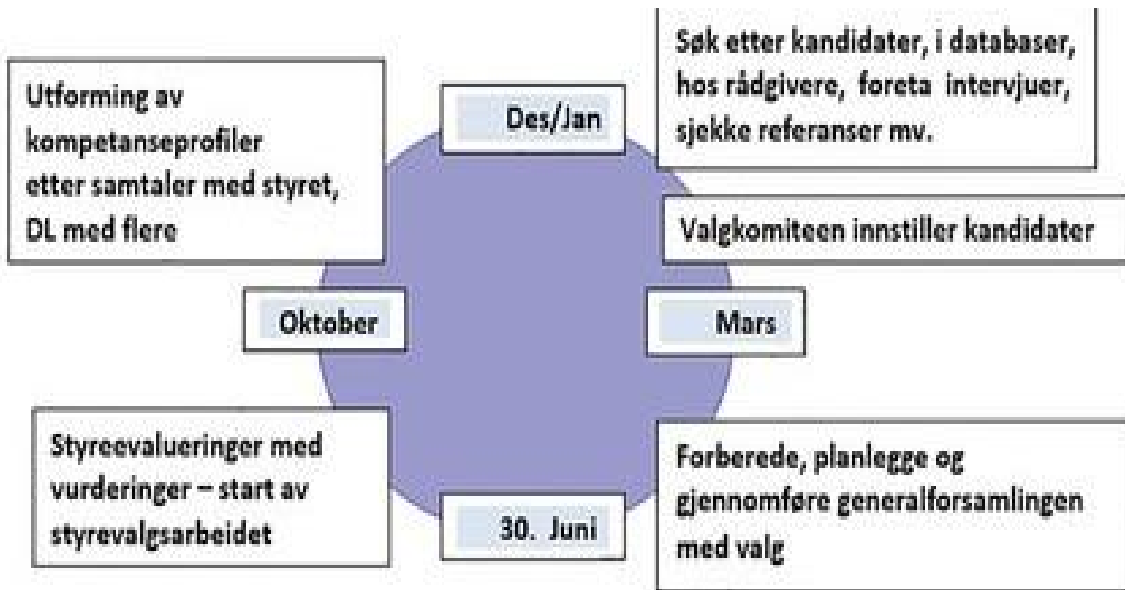 Søk etter kandidater, i databaser,
hos rådgivere, foreta intervjuer,
sjekke referanser mv.
Utforming av
kompetanseprofiler
etter samtaler med styret,
DL med flere
Des/Jan
Valgkomiteen innstiller kandidater
Oktober
Mars
Styreevalueringer med
vurderinger – start av
styrevalgsarbeidet
Forberede, planlegge og
gjennomføre generalforsamlingen
med valg
30. Juni